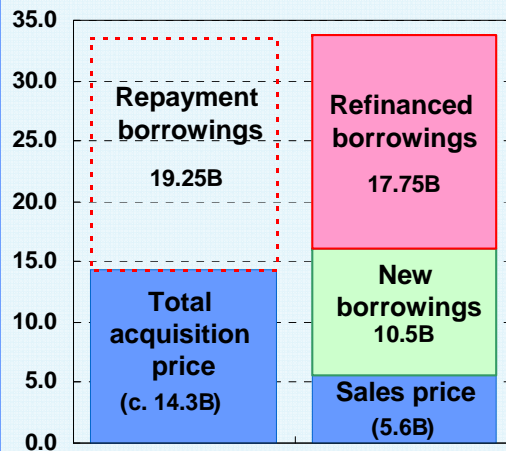 35.0
30.0
25.0
20.0
15.0
10.0
5.0
0.0
Repayment
borrowings
19.25B
Total
acquisition
price
(c. 14.3B)
Refinanced
borrowings
17.75B
New
borrowings
10.5B
Sales price
(5.6B)